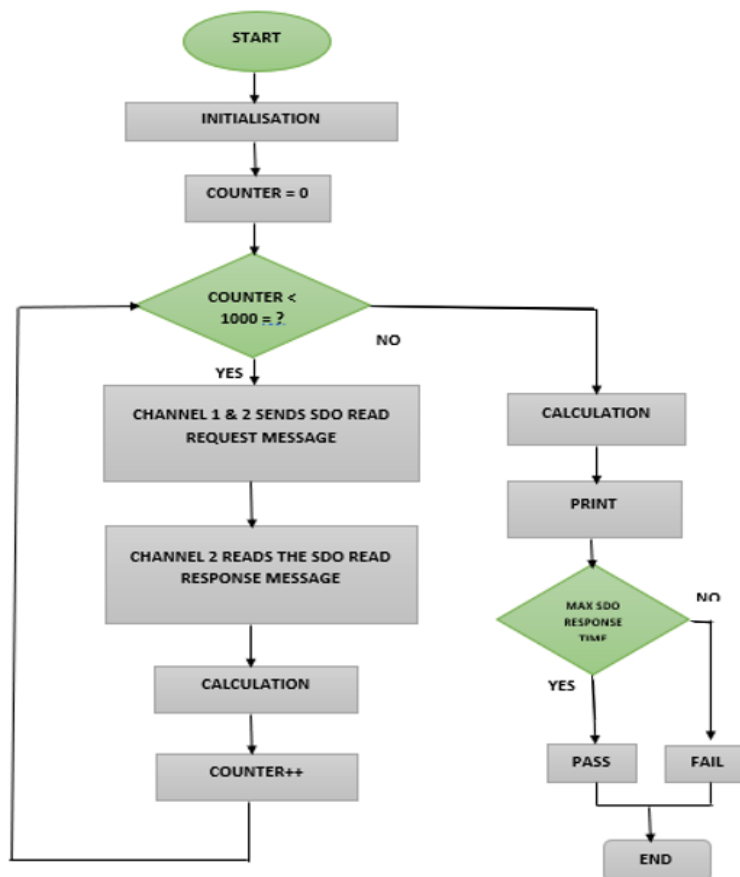 START
INITIALISATION
COUNTER = 0
COUNTER <
1000 = ?
NO
YES
CHANNEL 1 & 2 SENDS SDO READ
REQUEST MESSAGE
CHANNEL 2 READS THE SDO READ
RESPONSE MESSAGE
CALCULATION
COUNTER++
CALCULATION
PRINT
MAX SDO
RESPONSE
TIME
NO
YES
PASS
FAIL
END